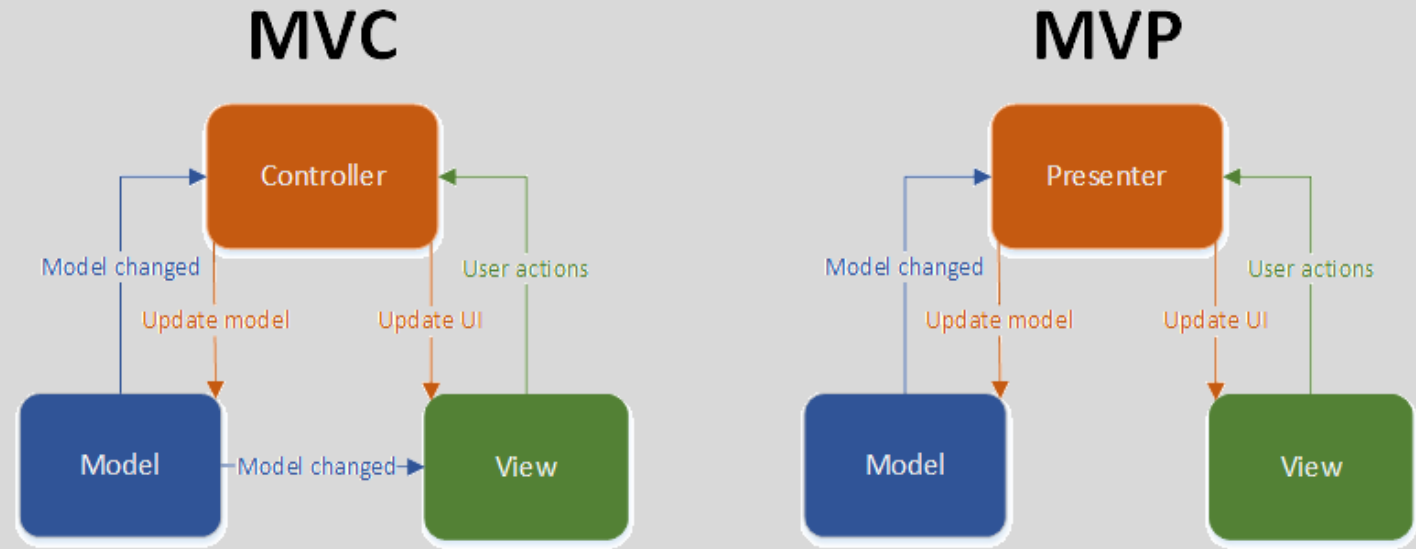 MVC
Controller
Model changed
User actions
Update model
Update UI
Model
Model changed
View
MVP
Presenter
Model changed
User actions
Update model
Update UI
Model
View